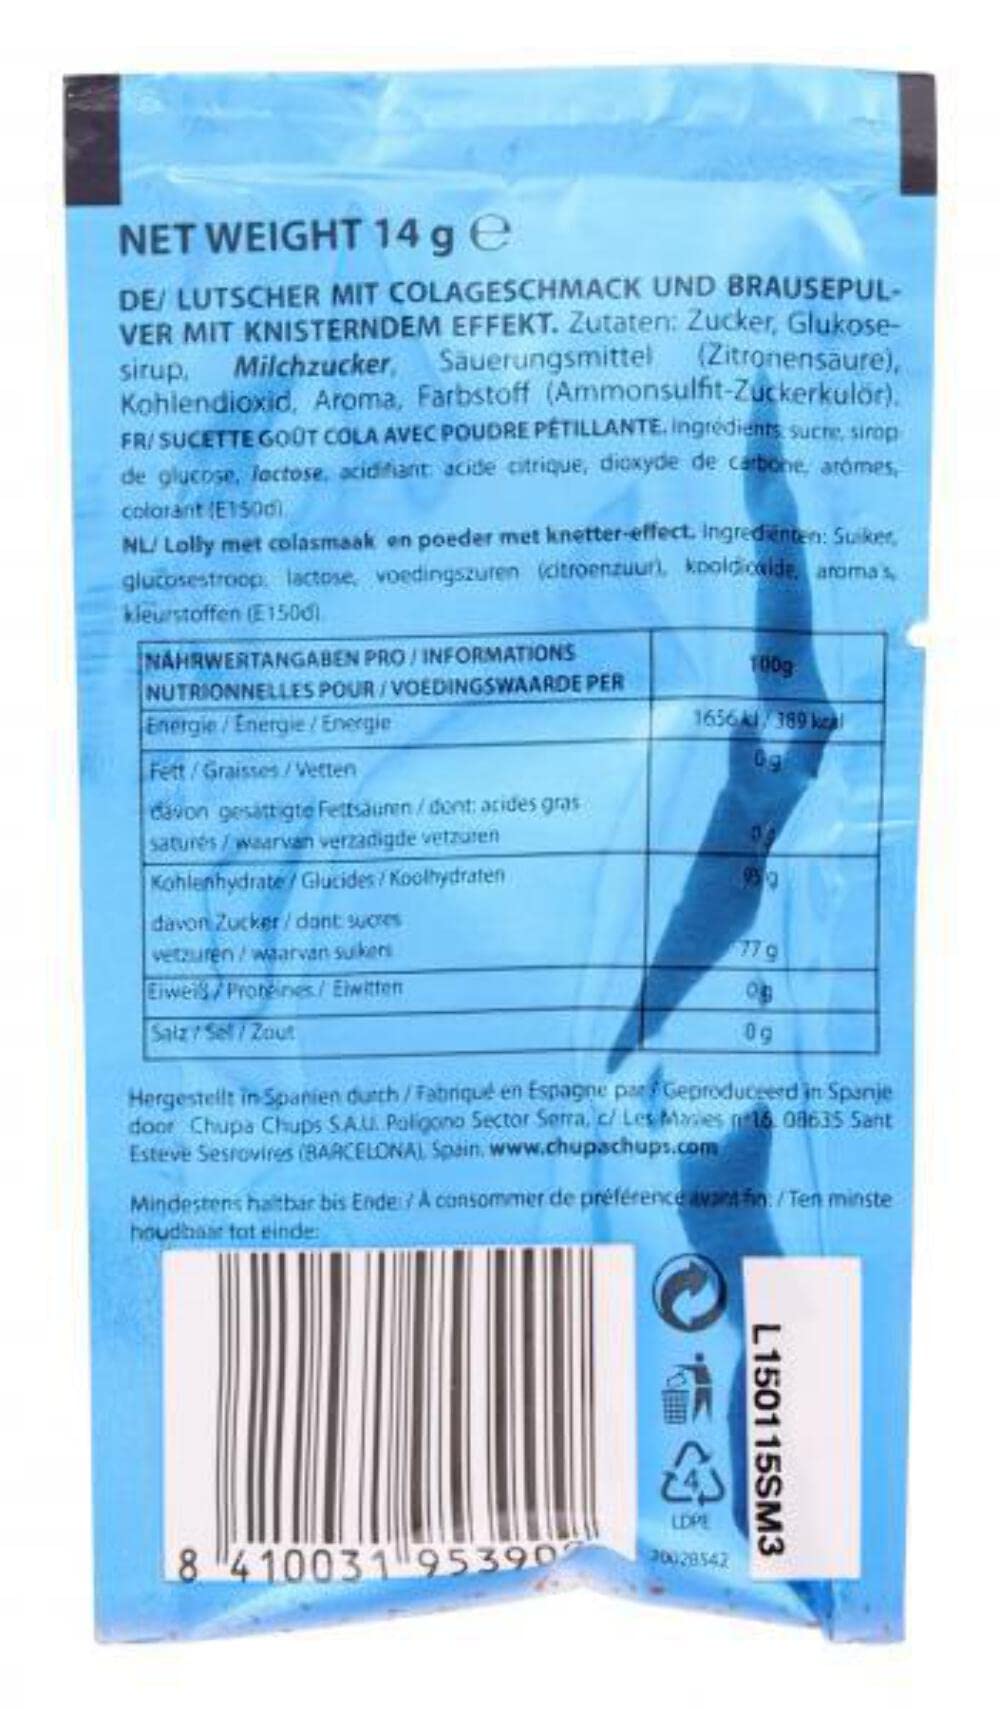 NET WEIGHT 14 g ℮
DE/ LUTSCHER MIT COLAGESCHMACK UND BRAUSEPUL-
VER MIT KNISTERNDEM EFFEKT. Zutaten: Zucker, Glukose-
sirup, Milchzucker, Säuerungsmittel (Zitronensäure),
Kohlendioxid, Aroma, Farbstoff (Ammonsulfit-Zuckerkulör).
FR/ SUCETTE GOÛT COLA AVEC POUDRE PÉTILLANTE. Ingrédients: sucre, sirop
de glucose, lactose, acidifiant: acide citrique, dioxyde de carbone, arômes,
colorant (E150d)
NL/ Lolly met colasmaak en poeder met knetter-effect. Ingredienten: Suiker,
glucosestroop, lactose, voedingszuren (citroenzuur), kooldioxide, aroma's,
kleurstoffen (E150d).
NÄHRWERTANGABEN PRO / INFORMATIONS
NUTRIONNELLES POUR / VOEDINGSWAARDE PER
100g
Energie / Énergie / Energie 1656 kJ / 389 kcal
Fett / Graisses / Vetten 0 g
davon gesättigte Fettsäuren / dont: acides gras
saturés / waarvan verzadigde vetzuren 0 g
Kohlenhydrate / Glucides / Koolhydraten 95 g
davon Zucker / dont: sucres
vetzuren / waarvan suikers 77 g
Eiweiß / Proteines / Eiwitten 0g
Salz / Sel / Zout 0 g
Hergestellt in Spanien durch / Fabriqué en Espagne par / Geproduceerd in Spanje
door Chupa Chups S.A.U. Polígono Sector Serra, c/ Les Masies nº16. 08635 Sant
Esteve Sesrovires (BARCELONA), Spain. www.chupachups.com
Mindestens haltbar bis Ende: / À consommer de préférence avant fin: / Ten minste
houdbaar tot einde:
8 410031 95390
4
LDPE
20028542
L150115SM3